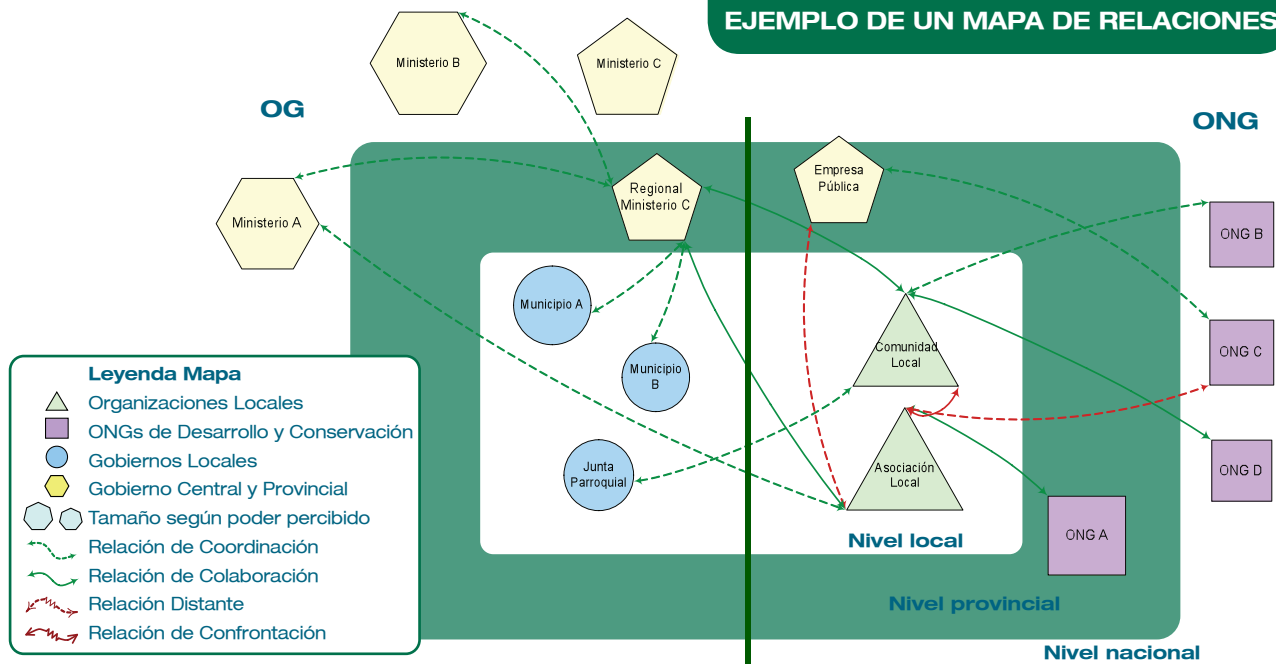 EJEMPLO DE UN MAPA DE RELACIONES
Ministerio B
Ministerio C
OG
ONG
Empresa
Pública
Regional
Ministerio C
Ministerio A
ONG B
Municipio A
Comunidad
Local
ONG C
Municipio
B
Junta
Parroquial
Asociación
Local
ONG D
ONG A
Nivel local
Nivel provincial
Nivel nacional
Leyenda Mapa
Organizaciones Locales
ONGs de Desarrollo y Conservación
Gobiernos Locales
Gobierno Central y Provincial
Tamaño según poder percibido
Relación de Coordinación
Relación de Colaboración
Relación Distante
Relación de Confrontación